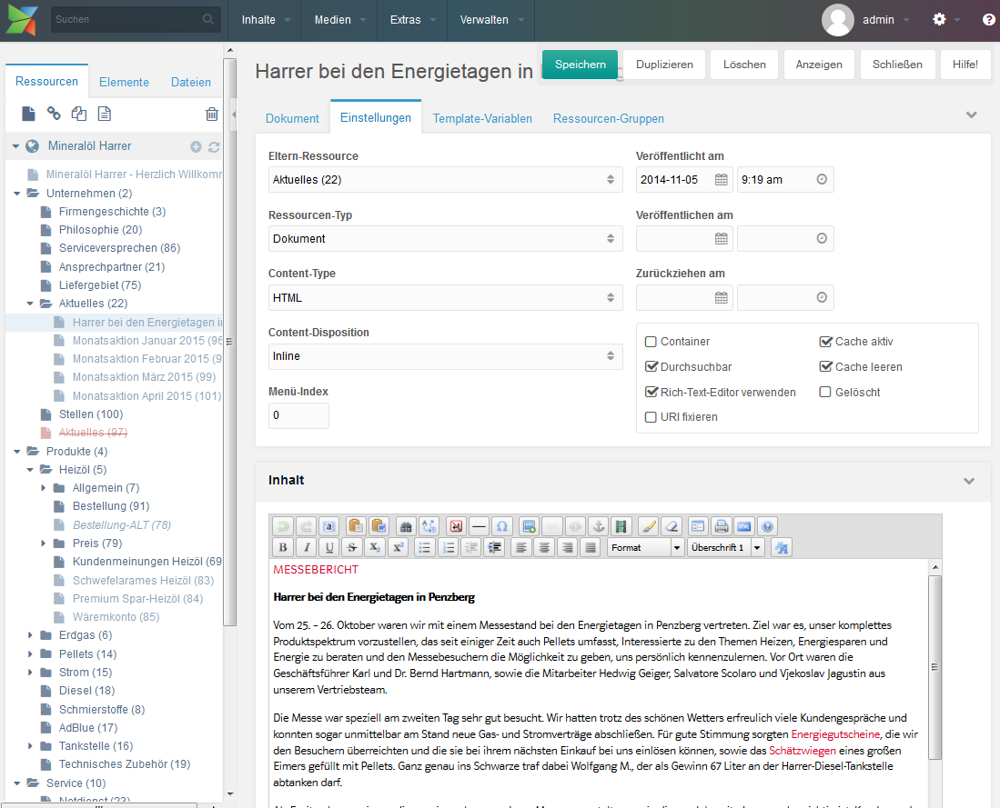 Suchen
Inhalte
Medien
Extras
Verwalten
admin
Ressourcen
Elemente
Dateien
Mineralöl Harrer
Mineralöl Harrer - Herzlich Willkomm
Unternehmen (2)
Firmengeschichte (3)
Philosophie (20)
Serviceversprechen (86)
Ansprechpartner (21)
Liefergebiet (75)
Aktuelles (22)
Harrer bei den Energietagen in
Monatsaktion Januar 2015 (96
Monatsaktion Februar 2015 (9
Monatsaktion März 2015 (99)
Monatsaktion April 2015 (101)
Stellen (100)
Aktuelles (97)
Produkte (4)
Heizöl (5)
Allgemein (7)
Bestellung (91)
Bestellung-ALT (78)
Preis (79)
Kundenmeinungen Heizöl (69
Schwefelarames Heizöl (83)
Premium Spar-Heizöl (84)
Wäremkonto (85)
Erdgas (6)
Pellets (14)
Strom (15)
Diesel (18)
Schmierstoffe (8)
AdBlue (17)
Tankstelle (16)
Technisches Zubehör (19)
Service (10)
Notdienst (23)
Harrer bei den Energietagen in
Speichern
Duplizieren
Löschen
Anzeigen
Schließen
Hilfe!
Dokument
Einstellungen
Template-Variablen
Ressourcen-Gruppen
Eltern-Ressource
Aktuelles (22)
Ressourcen-Typ
Dokument
Content-Type
HTML
Content-Disposition
Inline
Menü-Index
0
Veröffentlicht am
2014-11-05
9:19 am
Veröffentlichen am
Zurückziehen am
Container
Cache aktiv
Durchsuchbar
Cache leeren
Rich-Text-Editor verwenden
Gelöscht
URI fixieren
Inhalt
Format
Überschrift 1
MESSEBERICHT
Harrer bei den Energietagen in Penzberg
Vom 25. – 26. Oktober waren wir mit einem Messestand bei den Energietagen in Penzberg vertreten. Ziel war es, unser komplettes
Produktspektrum vorzustellen, das seit einiger Zeit auch Pellets umfasst, Interessierte zu den Themen Heizen, Energiesparen und
Energie zu beraten und den Messebesuchern die Möglichkeit zu geben, uns persönlich kennenzulernen. Vor Ort waren die
Geschäftsführer Karl und Dr. Bernd Hartmann, sowie die Mitarbeiter Hedwig Geiger, Salvatore Scolaro und Vjekoslav Jagustin aus
unserem Vertriebsteam.
Die Messe war speziell am zweiten Tag sehr gut besucht. Wir hatten trotz des schönen Wetters erfreulich viele Kundengespräche und
konnten sogar unmittelbar am Stand neue Gas- und Stromverträge abschließen. Für gute Stimmung sorgten Energiegutscheine, die wir
den Besuchern überreichten und die sie bei ihrem nächsten Einkauf bei uns einlösen können, sowie das Schätzwiegen eines großen
Eimers gefüllt mit Pellets. Ganz genau ins Schwarze traf dabei Wolfgang M., der als Gewinn 67 Liter an der Harrer-Diesel-Tankstelle
abtanken darf.